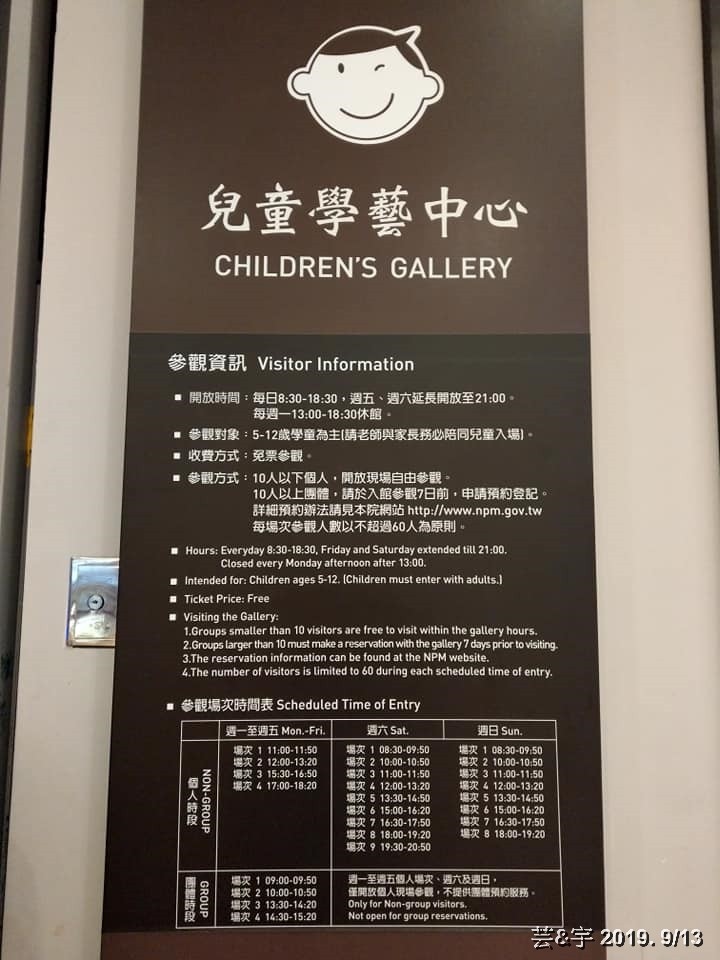 兒童學藝中心
CHILDREN'S GALLERY
參觀資訊 Visitor Information
■ 開放時間：每日8:30-18:30，週五、週六延長開放至21:00。
每週一13:00-18:30休館。
■ 參觀對象：5-12歲學童為主(請老師與家長務必陪同兒童入場)。
■ 收費方式：免票參觀。
■ 參觀方式：10人以下個人，開放現場自由參觀。
10人以上團體，請於入館參觀7日前，申請預約登記。
詳細預約辦法請見本院網站 http://www.npm.gov.tw
每場次參觀人數以不超過60人為原則。
■ Hours: Everyday 8:30-18:30, Friday and Saturday extended till 21:00.
Closed every Monday afternoon after 13:00.
■ Intended for: Children ages 5-12. (Children must enter with adults.)
■ Ticket Price: Free
■ Visiting the Gallery:
1.Groups smaller than 10 visitors are free to visit within the gallery hours.
2.Groups larger than 10 must make a reservation with the gallery 7 days prior to visiting.
3.The reservation information can be found at the NPM website.
4.The number of visitors is limited to 60 during each scheduled time of entry.
■ 參觀場次時間表 Scheduled Time of Entry
週一至週五 Mon.-Fri. 週六 Sat. 週日 Sun.
NON-GROUP
個人時段
場次 1 11:00-11:50
場次 2 12:00-13:20
場次 3 15:30-16:50
場次 4 17:00-18:20
場次 1 08:30-09:50
場次 2 10:00-10:50
場次 3 11:00-11:50
場次 4 12:00-13:20
場次 5 13:30-14:50
場次 6 15:00-16:20
場次 7 16:30-17:50
場次 8 18:00-19:20
場次 9 19:30-20:50
場次 1 08:30-09:50
場次 2 10:00-10:50
場次 3 11:00-11:50
場次 4 12:00-13:20
場次 5 13:30-14:50
場次 6 15:00-16:20
場次 7 16:30-17:50
場次 8 18:00-19:20
GROUP
團體時段
場次 1 09:00-09:50
場次 2 10:00-10:50
場次 3 13:30-14:20
場次 4 14:30-15:20
週一至週五個人場次、週六及週日，
僅開放個人現場參觀，不提供團體預約服務。
Only for Non-group visitors.
Not open for group reservations.
芸&宇 2019. 9/13